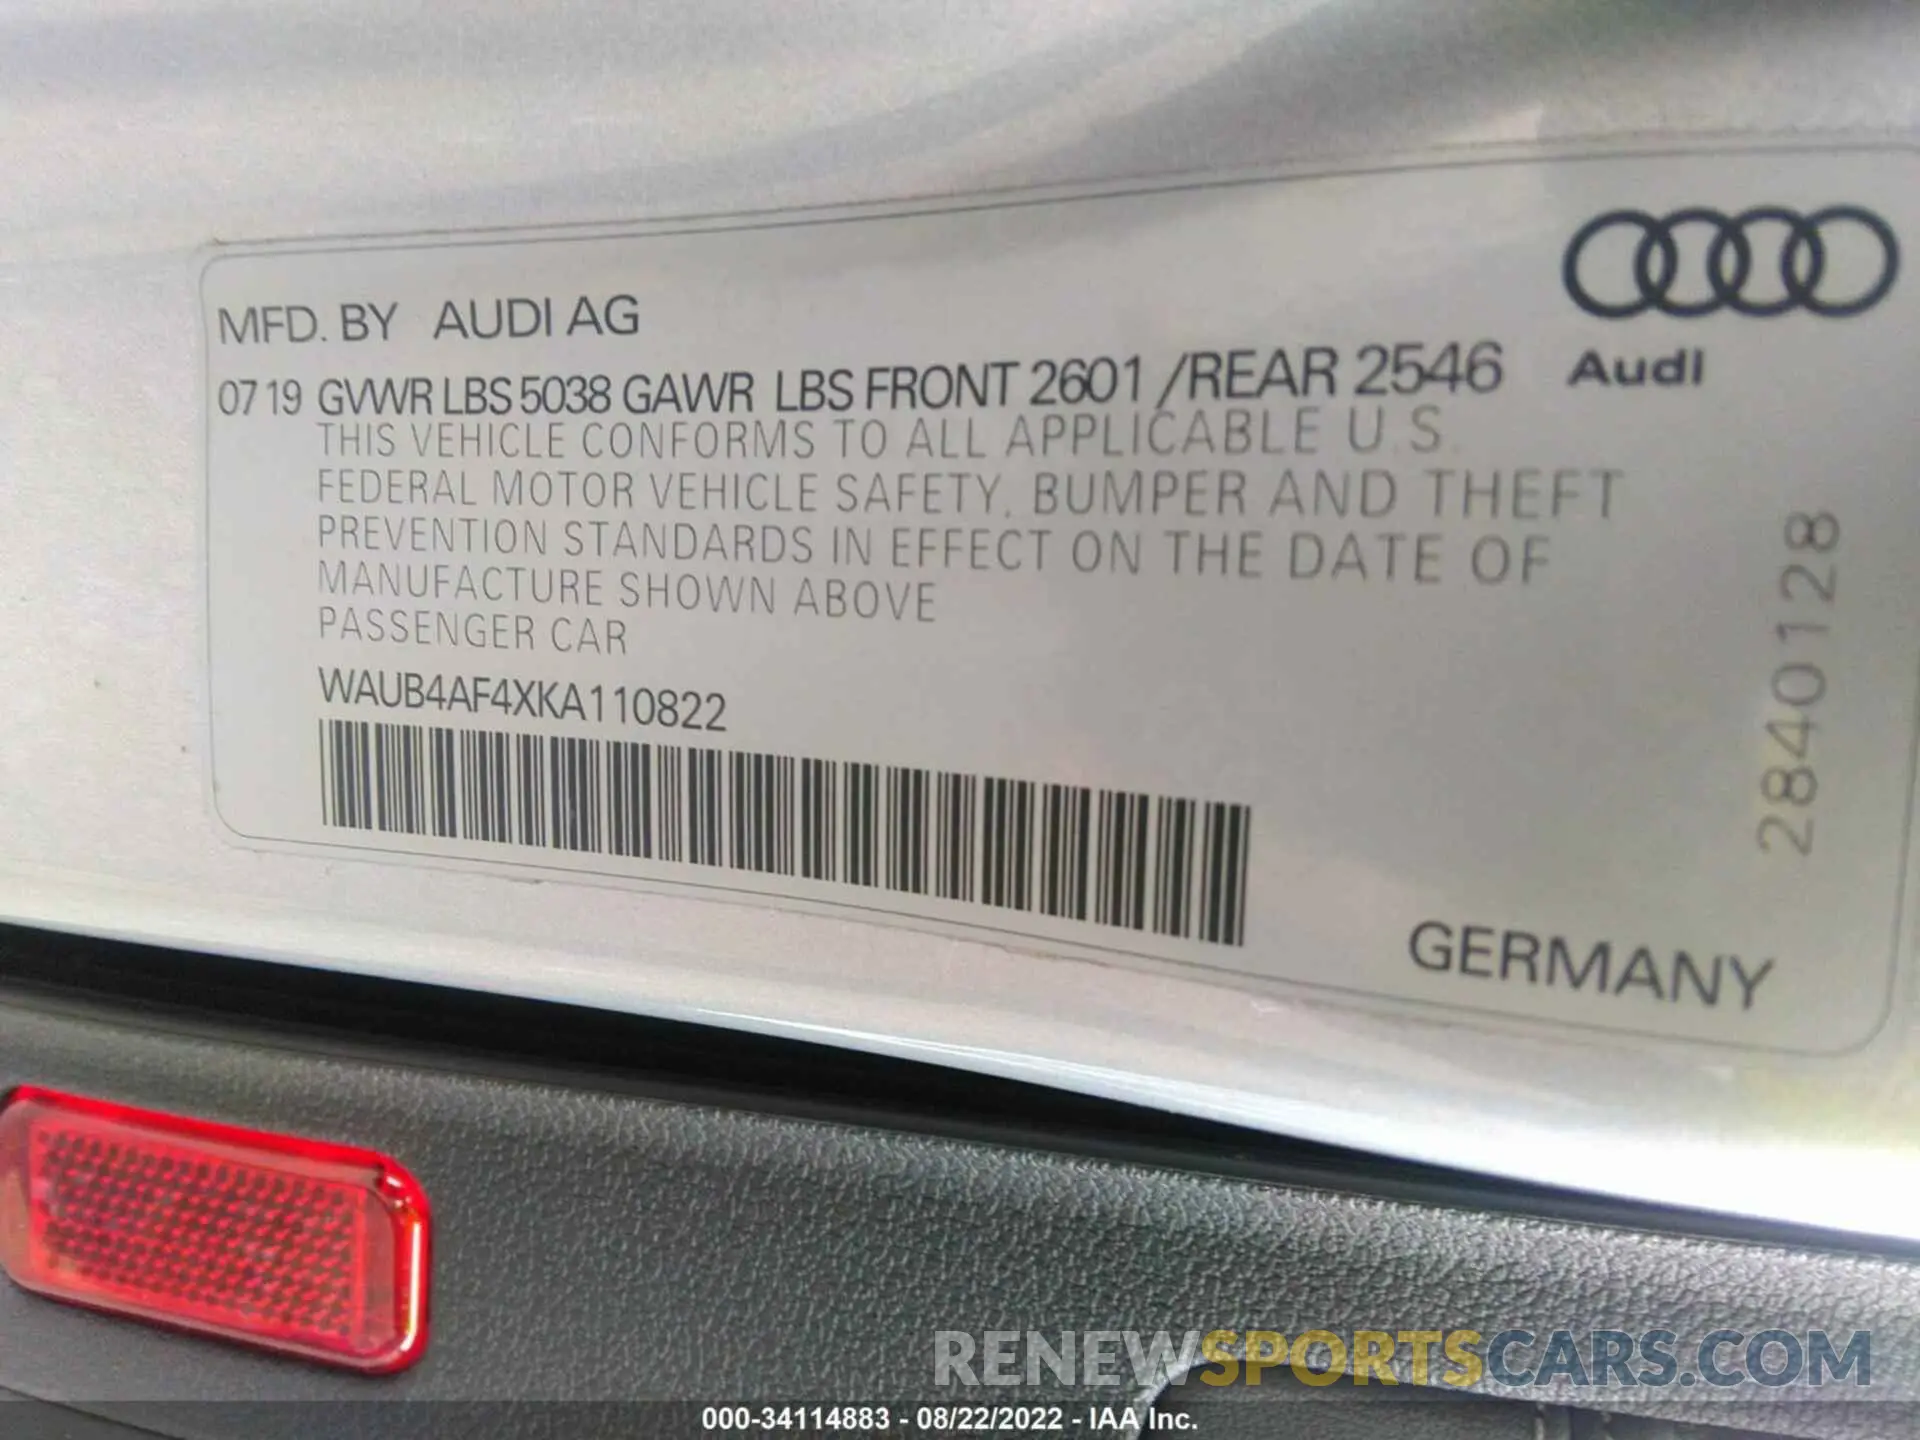 MFD. BY AUDI AG
07 19 GVWR LBS 5038 GAWR LBS FRONT 2601 /REAR 2546
Audi
THIS VEHICLE CONFORMS TO ALL APPLICABLE U.S.
FEDERAL MOTOR VEHICLE SAFETY, BUMPER AND THEFT
PREVENTION STANDARDS IN EFFECT ON THE DATE OF
MANUFACTURE SHOWN ABOVE
PASSENGER CAR
WAUB4AF4XKA110822
2840128
GERMANY
RENEWSPORTSCARS.COM
000-34114883 - 08/22/2022 - IAA Inc.